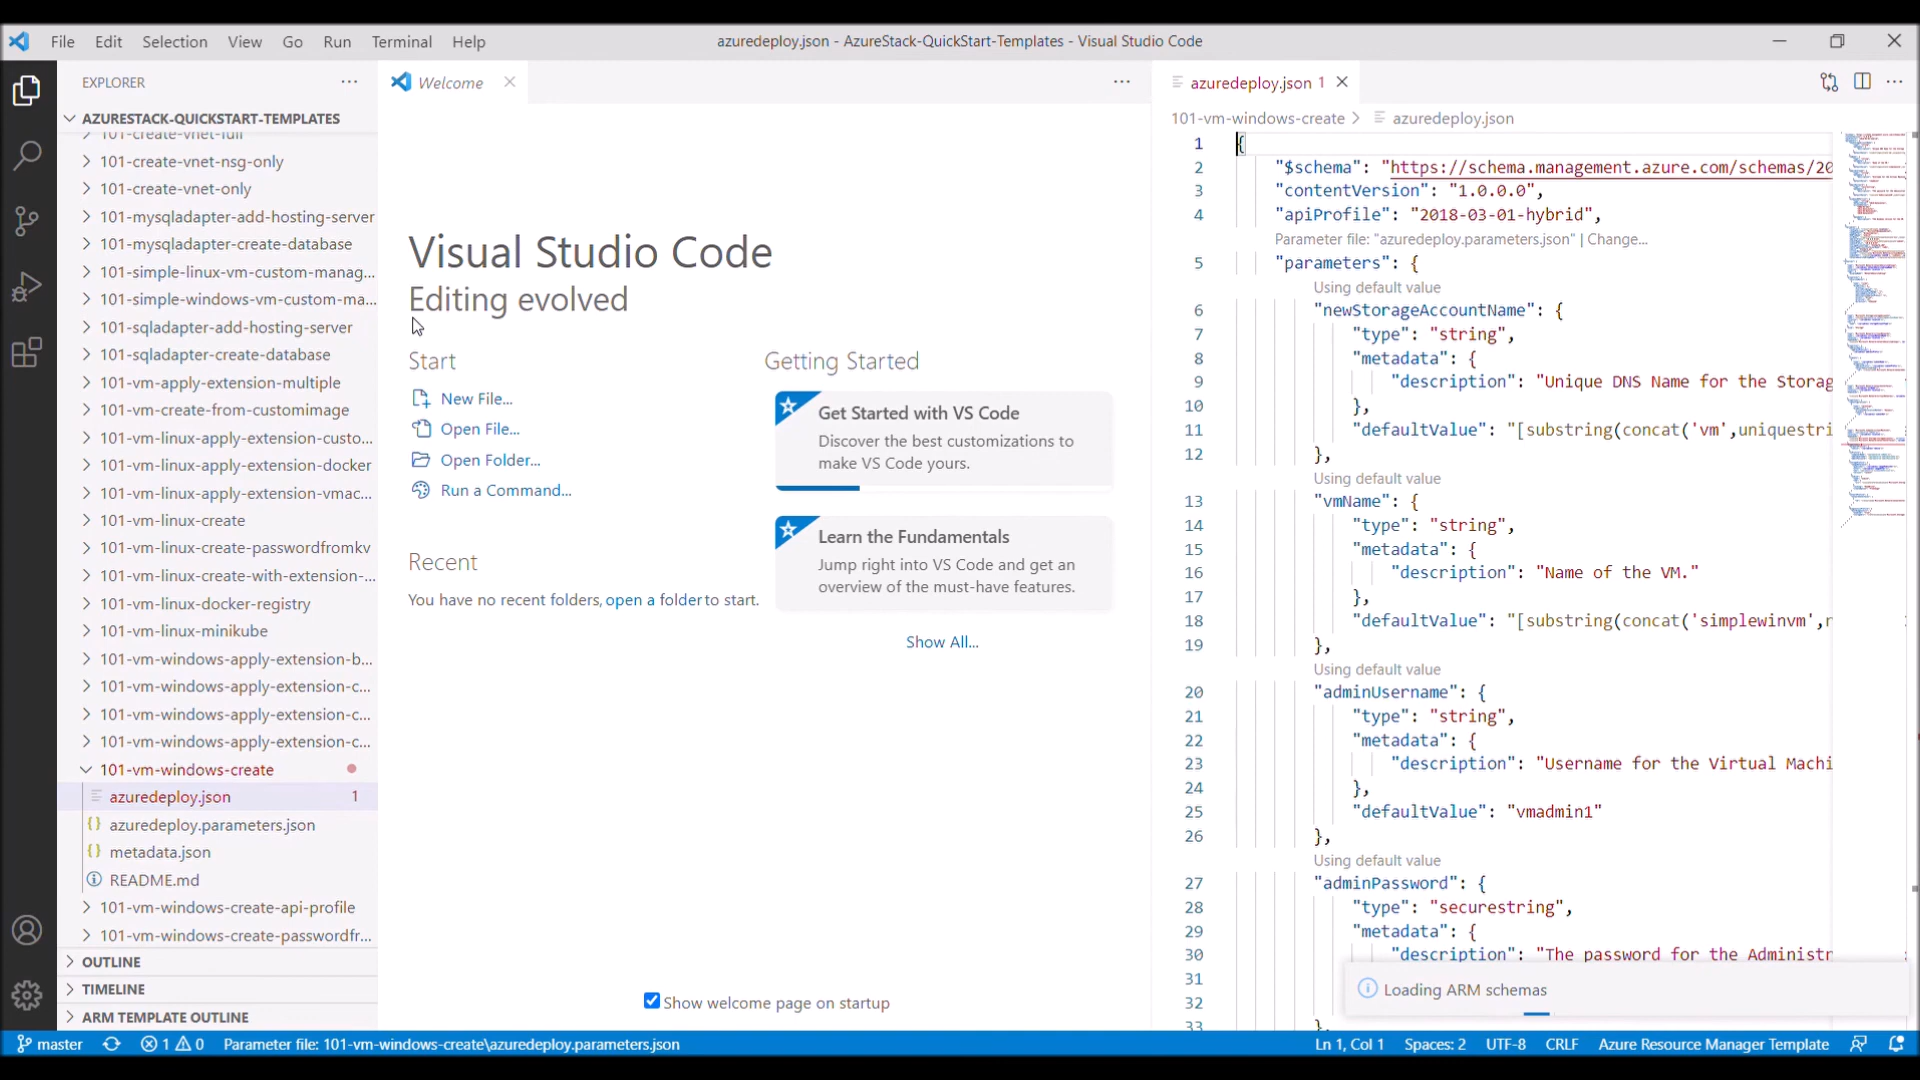 File Edit Selection View Go Run Terminal Help
azuredeploy.json - AzureStack-QuickStart-Templates - Visual Studio Code
EXPLORER
AZURESTACK-QUICKSTART-TEMPLATES
101-create-vnet-full
101-create-vnet-nsg-only
101-create-vnet-only
101-mysqladapter-add-hosting-server
101-mysqladapter-create-database
101-simple-linux-vm-custom-manag...
101-simple-windows-vm-custom-ma...
101-sqladapter-add-hosting-server
101-sqladapter-create-database
101-vm-apply-extension-multiple
101-vm-create-from-customimage
101-vm-linux-apply-extension-custo...
101-vm-linux-apply-extension-docker
101-vm-linux-apply-extension-vmac...
101-vm-linux-create
101-vm-linux-create-passwordfromkv
101-vm-linux-create-with-extension-...
101-vm-linux-docker-registry
101-vm-linux-minikube
101-vm-windows-apply-extension-b...
101-vm-windows-apply-extension-c...
101-vm-windows-apply-extension-c...
101-vm-windows-apply-extension-c...
101-vm-windows-create
azuredeploy.json 1
azuredeploy.parameters.json
metadata.json
README.md
101-vm-windows-create-api-profile
101-vm-windows-create-passwordfr...
OUTLINE
TIMELINE
ARM TEMPLATE OUTLINE
Welcome
Visual Studio Code
Editing evolved
Start
New File...
Open File...
Open Folder...
Run a Command...
Recent
You have no recent folders, open a folder to start.
Getting Started
Get Started with VS Code
Discover the best customizations to
make VS Code yours.
Learn the Fundamentals
Jump right into VS Code and get an
overview of the must-have features.
Show All...
Show welcome page on startup
azuredeploy.json 1
101-vm-windows-create > azuredeploy.json
1 {
2 "$schema": "https://schema.management.azure.com/schemas/20
3 "contentVersion": "1.0.0.0",
4 "apiProfile": "2018-03-01-hybrid",
Parameter file: "azuredeploy.parameters.json" | Change...
5 "parameters": {
Using default value
6 "newStorageAccountName": {
7 "type": "string",
8 "metadata": {
9 "description": "Unique DNS Name for the Storag
10 },
11 "defaultValue": "[substring(concat('vm',uniquestri
12 },
Using default value
13 "vmName": {
14 "type": "string",
15 "metadata": {
16 "description": "Name of the VM."
17 },
18 "defaultValue": "[substring(concat('simplewinvm',r
19 },
Using default value
20 "adminUsername": {
21 "type": "string",
22 "metadata": {
23 "description": "Username for the Virtual Machi
24 },
25 "defaultValue": "vmadmin1"
26 },
Using default value
27 "adminPassword": {
28 "type": "securestring",
29 "metadata": {
30 "description": "The password for the Administr
31
32
33 },
Loading ARM schemas
master 1 0 Parameter file: 101-vm-windows-create\azuredeploy.parameters.json
Ln 1, Col 1 Spaces: 2 UTF-8 CRLF Azure Resource Manager Template